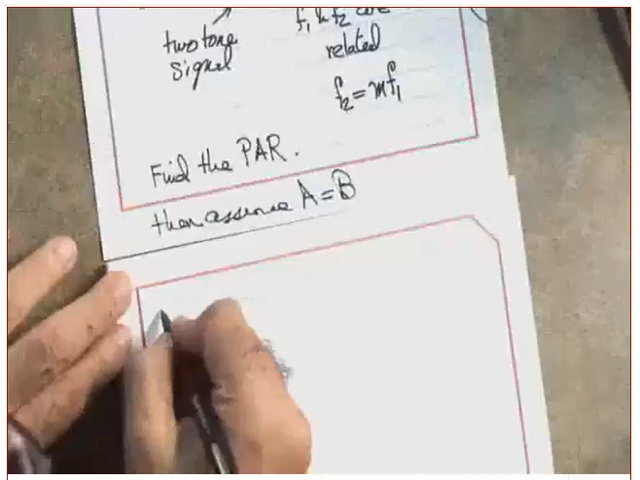 f₁ & f₂ are
two tone
signal
related
f₂ = mf₁
Find the PAR.
then assume A = B